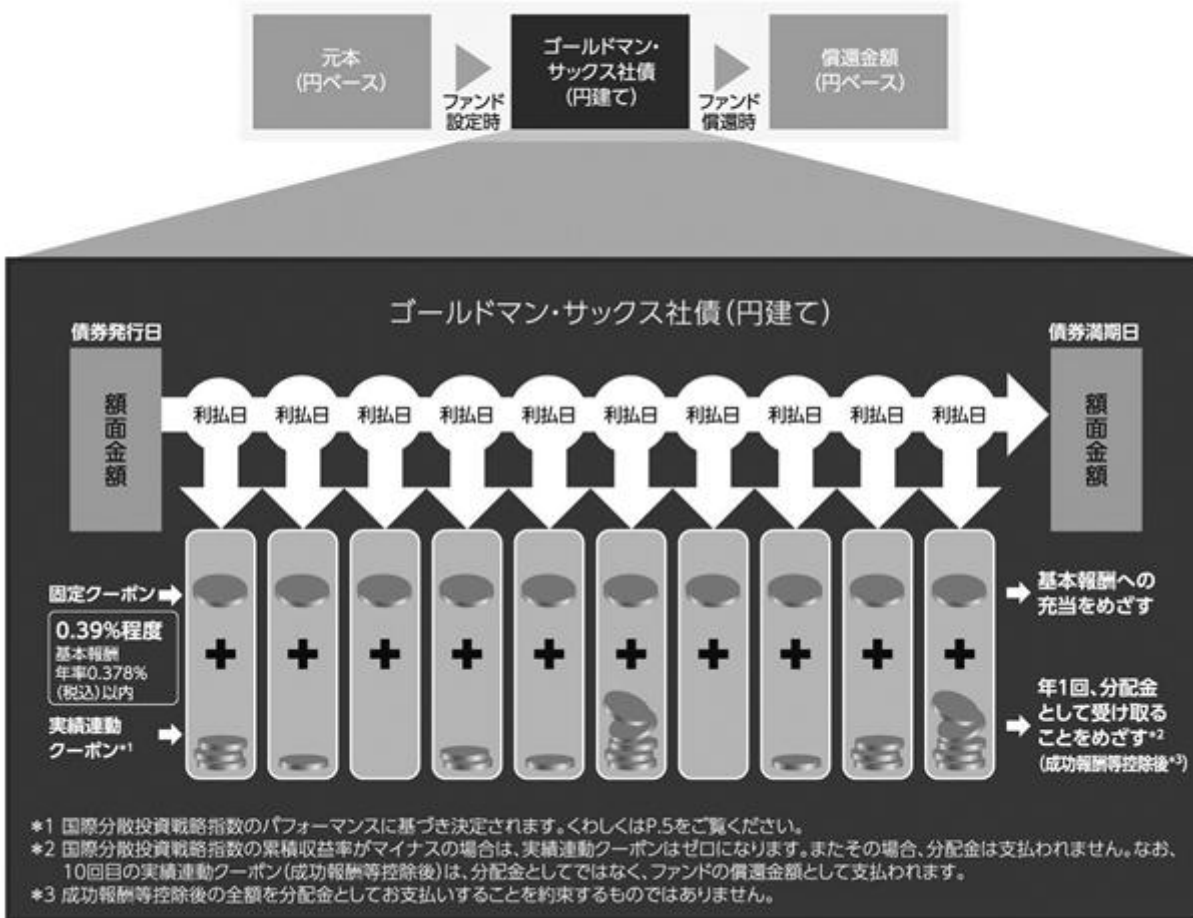 元本
(円ベース)
ファンド
設定時
ゴールドマン・
サックス社債
(円建て)
ファンド
償還時
償還金額
(円ベース)
ゴールドマン・サックス社債(円建て)
債券発行日
額面金額
利払日 利払日 利払日 利払日 利払日 利払日 利払日 利払日 利払日 利払日
債券満期日
額面金額
固定クーポン
0.39%程度
基本報酬
年率0.378%
(税込)以内
実績連動
クーポン*1
基本報酬への
充当をめざす
年1回、分配金
として受け取る
ことをめざす*2
(成功報酬等控除後*3)
*1 国際分散投資戦略指数のパフォーマンスに基づき決定されます。くわしくはP.5をご覧ください。
*2 国際分散投資戦略指数の累積収益率がマイナスの場合は、実績連動クーポンはゼロになります。またその場合、分配金は支払われません。なお、
10回目の実績連動クーポン(成功報酬等控除後)は、分配金としてではなく、ファンドの償還金額として支払われます。
*3 成功報酬等控除後の全額を分配金としてお支払いすることを約束するものではありません。